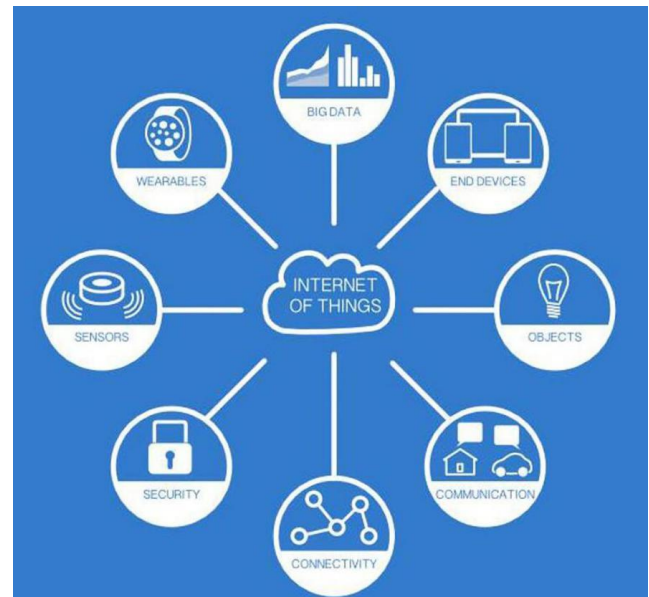 BIG DATA
WEARABLES
END DEVICES
INTERNET
OF THINGS
SENSORS
OBJECTS
SECURITY
COMMUNICATION
CONNECTIVITY